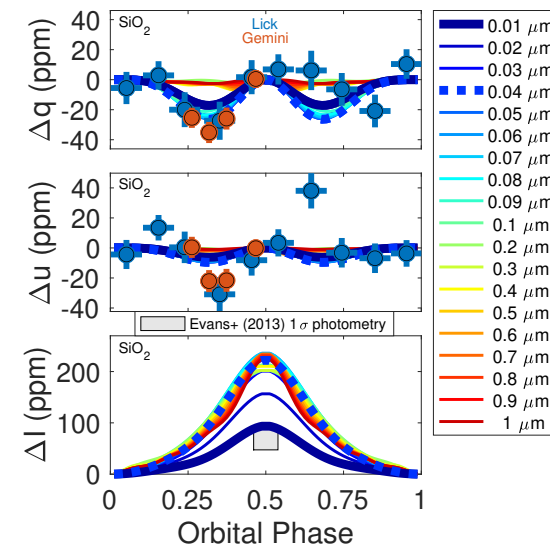 SiO2
Lick
Gemini
Δq (ppm)
40
20
0
-20
-40
SiO2
Δu (ppm)
40
20
0
-20
-40
Evans+ (2013) 1σ photometry
SiO2
ΔI (ppm)
200
100
0
0
0.25
0.5
0.75
1
Orbital Phase
0.01 μm
0.02 μm
0.03 μm
0.04 μm
0.05 μm
0.06 μm
0.07 μm
0.08 μm
0.09 μm
0.1 μm
0.2 μm
0.3 μm
0.4 μm
0.5 μm
0.6 μm
0.7 μm
0.8 μm
0.9 μm
1 μm